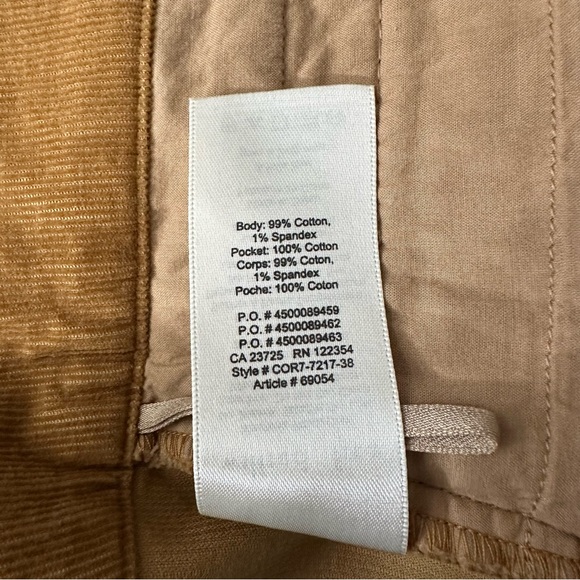 Body: 99% Cotton,
1% Spandex
Pocket: 100% Cotton
Corps: 99% Coton,
1% Spandex
Poche: 100% Coton
P.O. # 4500089459
P.O. # 4500089462
P.O. # 4500089463
CA 23725 RN 122354
Style # COR7-7217-38
Article # 69054